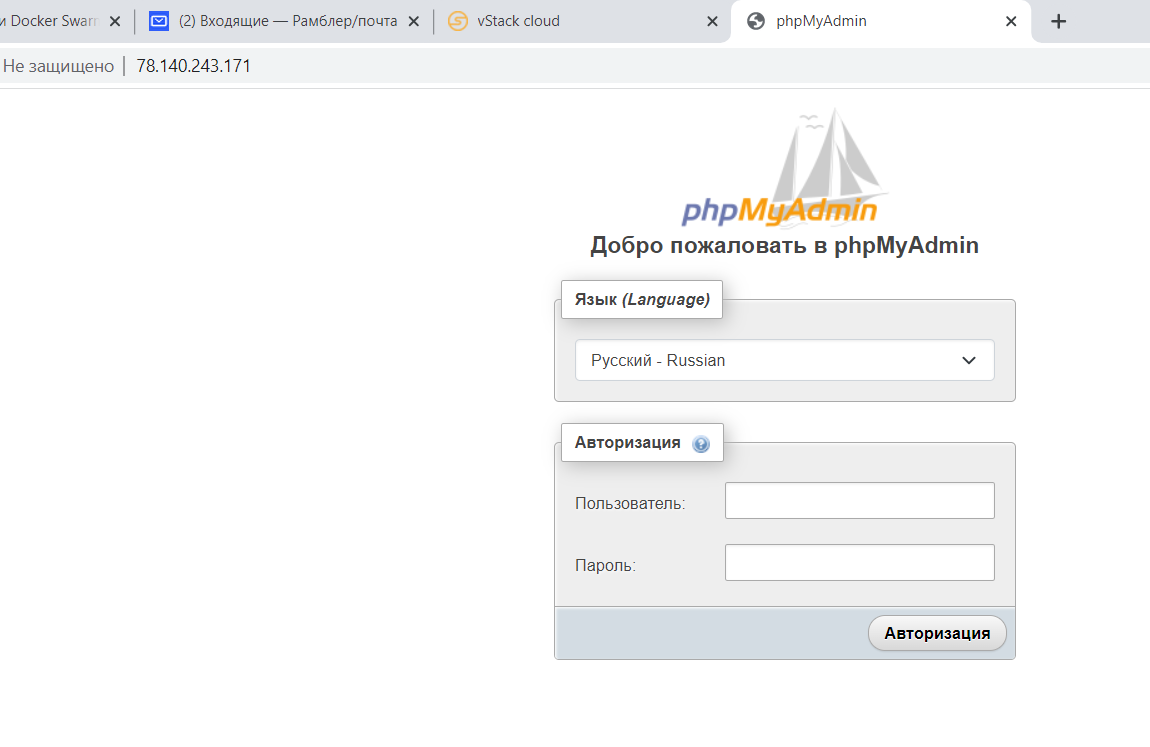 и Docker Swarm
(2) Входящие — Рамблер/почта
vStack cloud
phpMyAdmin
Не защищено
78.140.243.171
phpMyAdmin
Добро пожаловать в phpMyAdmin
Язык (Language)
Русский - Russian
Авторизация
Пользователь:
Пароль:
Авторизация